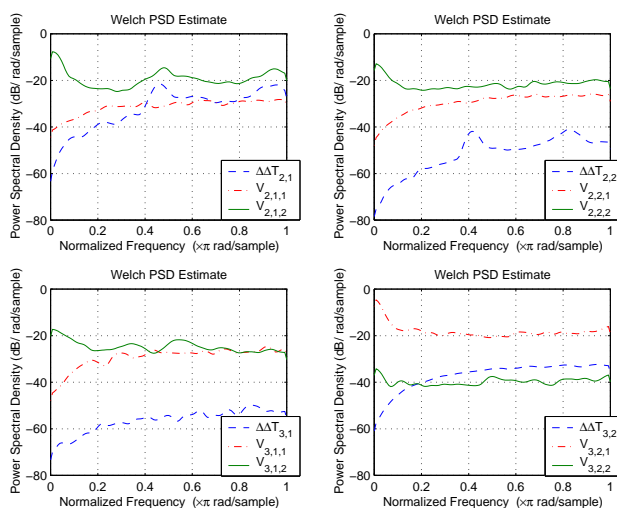 Welch PSD Estimate
Power Spectral Density (dB/ rad/sample)
0
−20
−40
−60
−80
0 0.2 0.4 0.6 0.8 1
Normalized Frequency (×π rad/sample)
ΔΔT2,1
V2,1,1
V2,1,2
Welch PSD Estimate
Power Spectral Density (dB/ rad/sample)
0
−20
−40
−60
−80
0 0.2 0.4 0.6 0.8 1
Normalized Frequency (×π rad/sample)
ΔΔT2,2
V2,2,1
V2,2,2
Welch PSD Estimate
Power Spectral Density (dB/ rad/sample)
0
−20
−40
−60
−80
0 0.2 0.4 0.6 0.8 1
Normalized Frequency (×π rad/sample)
ΔΔT3,1
V3,1,1
V3,1,2
Welch PSD Estimate
Power Spectral Density (dB/ rad/sample)
0
−20
−40
−60
−80
0 0.2 0.4 0.6 0.8 1
Normalized Frequency (×π rad/sample)
ΔΔT3,2
V3,2,1
V3,2,2